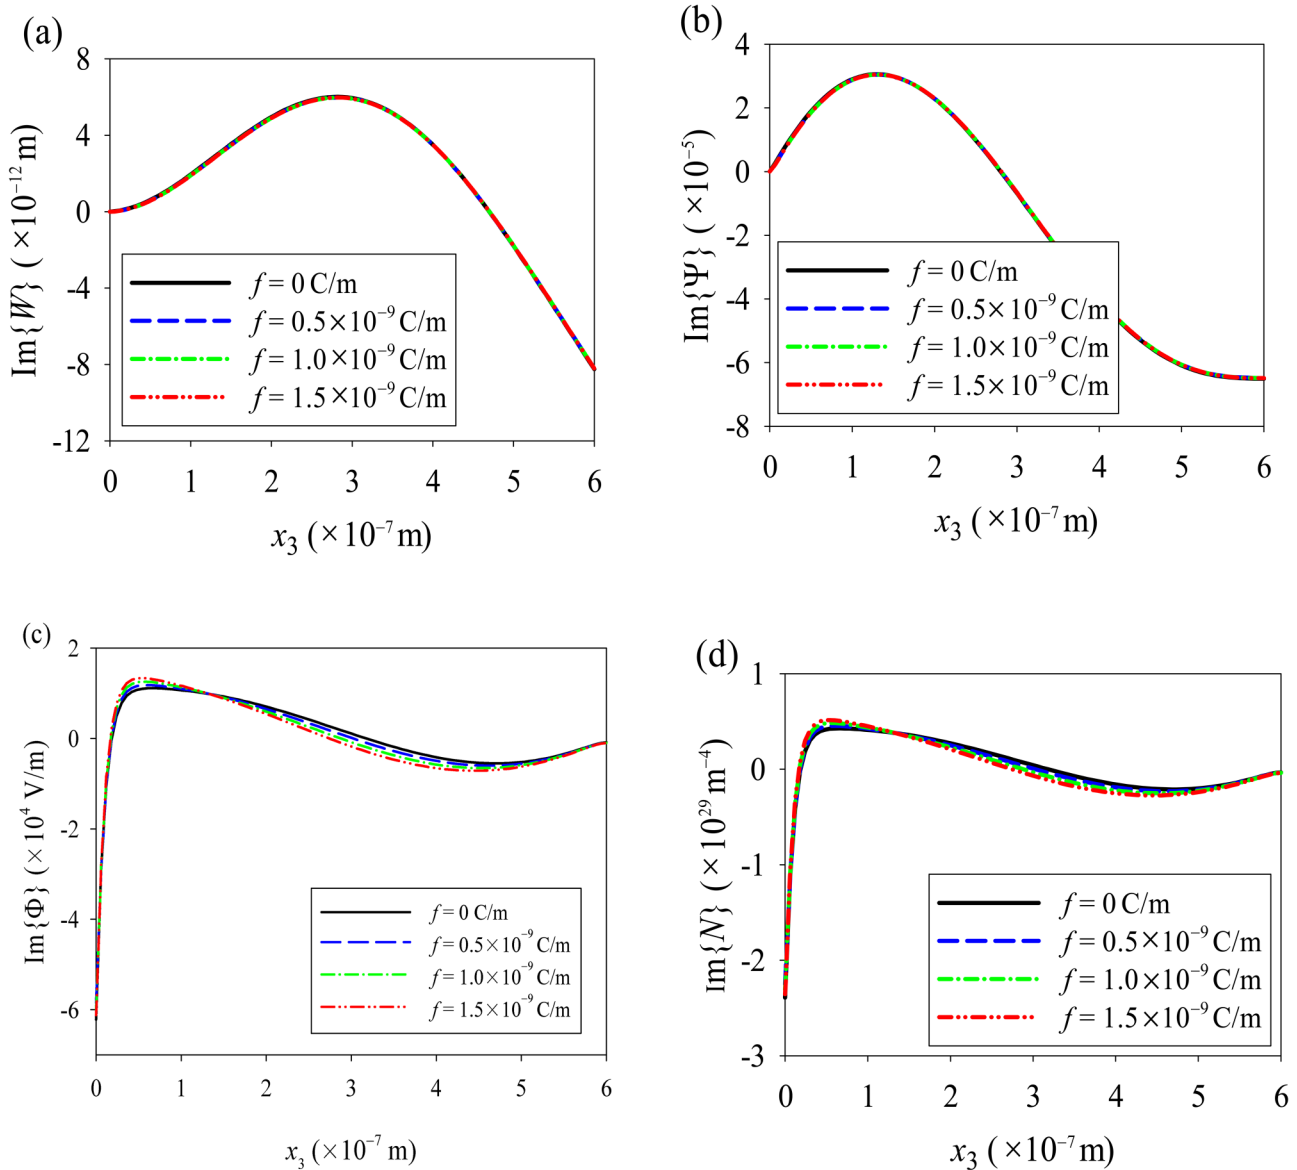 (a)
Im{W} (×10⁻¹² m)
8
4
0
-4
-8
-12
f = 0 C/m
f = 0.5×10⁻⁹ C/m
f = 1.0×10⁻⁹ C/m
f = 1.5×10⁻⁹ C/m
0 1 2 3 4 5 6
x₃ (×10⁻⁷ m)
(b)
Im{Ψ} (×10⁻⁵)
4
2
0
-2
-4
-6
-8
f = 0 C/m
f = 0.5×10⁻⁹ C/m
f = 1.0×10⁻⁹ C/m
f = 1.5×10⁻⁹ C/m
0 1 2 3 4 5 6
x₃ (×10⁻⁷ m)
(c)
Im{Φ} (×10⁴ V/m)
2
0
-2
-4
-6
f = 0 C/m
f = 0.5×10⁻⁹ C/m
f = 1.0×10⁻⁹ C/m
f = 1.5×10⁻⁹ C/m
0 1 2 3 4 5 6
x₃ (×10⁻⁷ m)
(d)
Im{N} (×10²⁹ m⁻⁴)
1
0
-1
-2
-3
f = 0 C/m
f = 0.5×10⁻⁹ C/m
f = 1.0×10⁻⁹ C/m
f = 1.5×10⁻⁹ C/m
0 1 2 3 4 5 6
x₃ (×10⁻⁷ m)